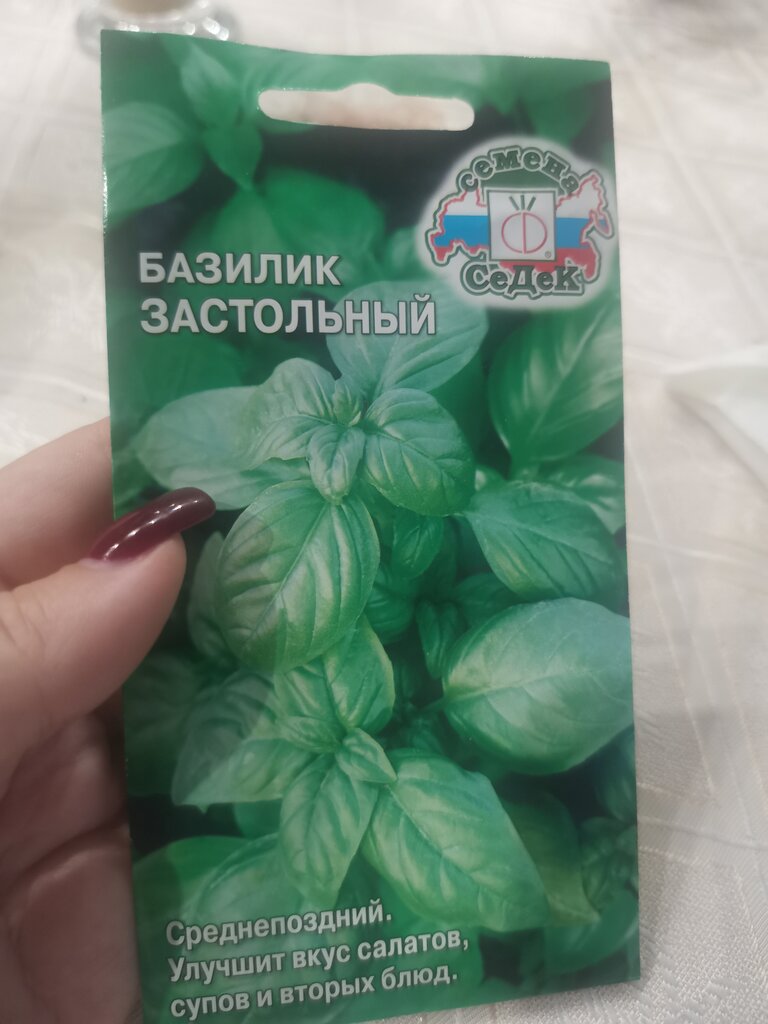 семена
СеДеК
БАЗИЛИК
ЗАСТОЛЬНЫЙ
Среднепоздний.
Улучшит вкус салатов,
супов и вторых блюд.